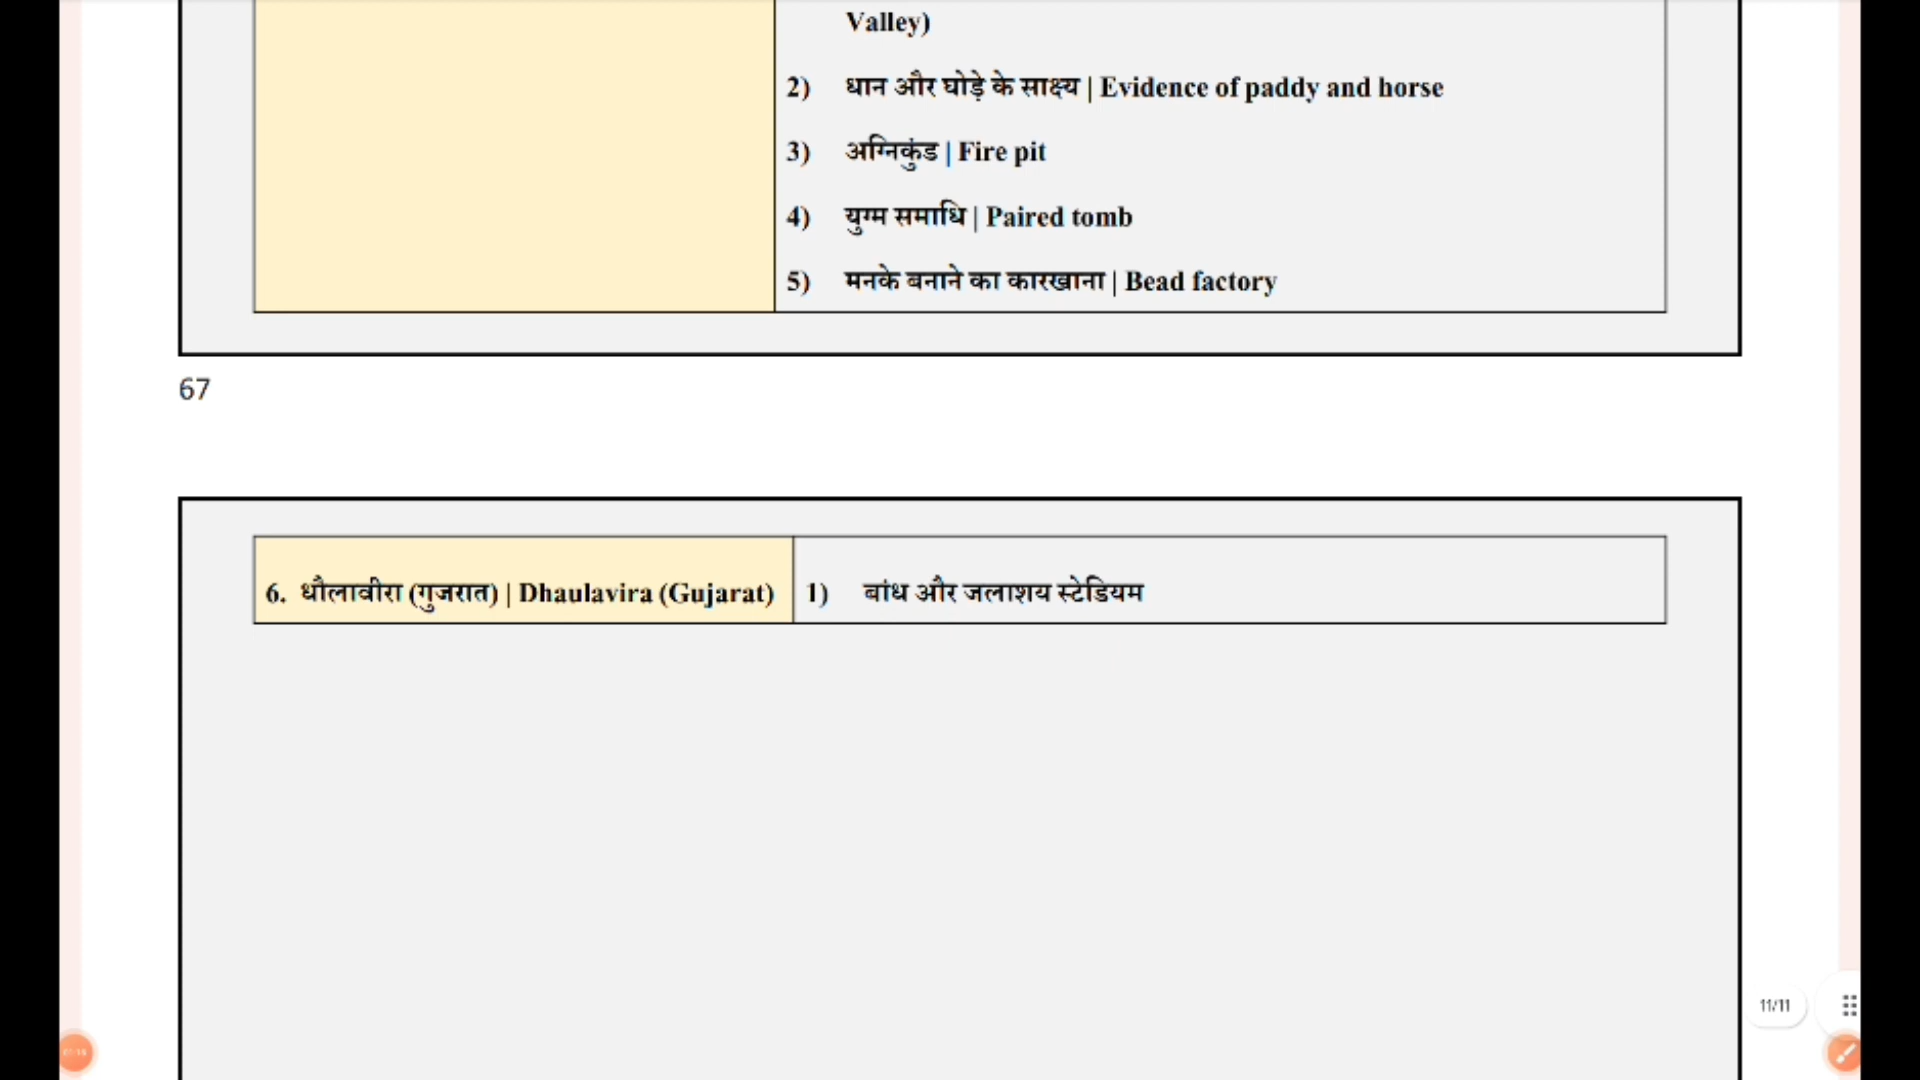 Valley)
2) धान और घोड़े के साक्ष्य | Evidence of paddy and horse
3) अग्निकुंड | Fire pit
4) युग्म समाधि | Paired tomb
5) मनके बनाने का कारखाना | Bead factory
67
6. धौलावीरा (गुजरात) | Dhaulavira (Gujarat) 1) बांध और जलाशय स्टेडियम
11/11